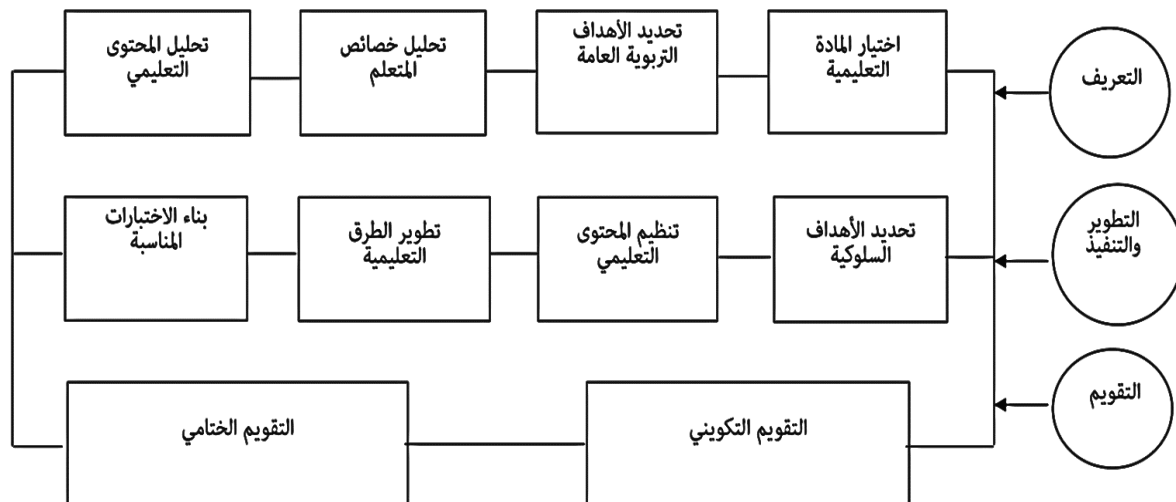 التعريف
اختيار المادة
التعليمية
تحديد الأهداف
التربوية العامة
تحليل خصائص
المتعلم
تحليل المحتوى
التعليمي
التطوير
والتنفيذ
تحديد الأهداف
السلوكية
تنظيم المحتوى
التعليمي
تطوير الطرق
التعليمية
بناء الاختبارات
المناسبة
التقويم
التقويم التكويني
التقويم الختامي